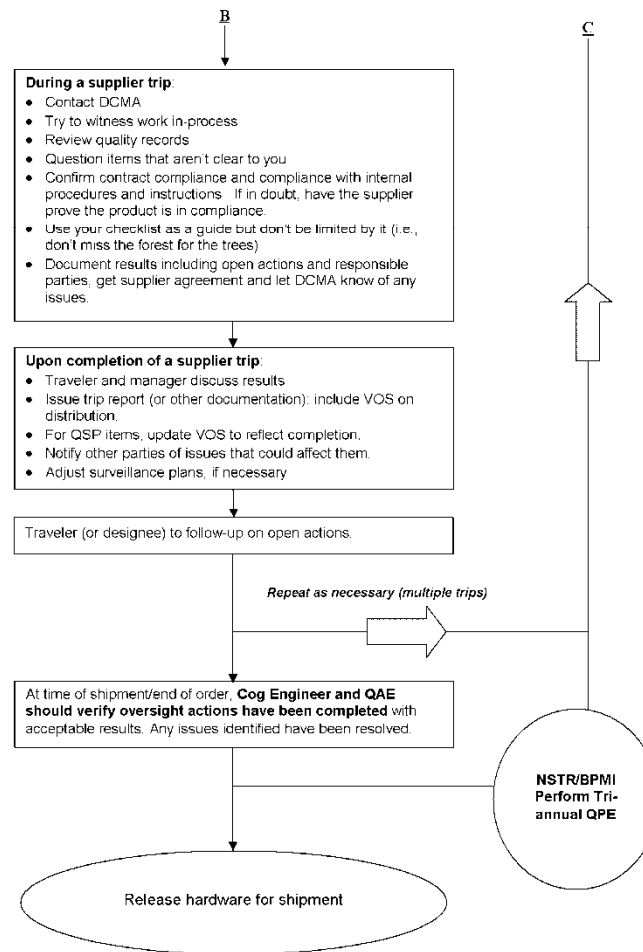 B
C
During a supplier trip:
• Contact DCMA
• Try to witness work in-process
• Review quality records
• Question items that aren't clear to you
• Confirm contract compliance and compliance with internal
procedures and instructions If in doubt, have the supplier
prove the product is in compliance.
• Use your checklist as a guide but don't be limited by it (i.e.,
don't miss the forest for the trees)
• Document results including open actions and responsible
parties, get supplier agreement and let DCMA know of any
issues.
Upon completion of a supplier trip:
• Traveler and manager discuss results
• Issue trip report (or other documentation): include VOS on
distribution.
• For QSP items, update VOS to reflect completion.
• Notify other parties of issues that could affect them.
• Adjust surveillance plans, if necessary
Traveler (or designee) to follow-up on open actions.
Repeat as necessary (multiple trips)
At time of shipment/end of order, Cog Engineer and QAE
should verify oversight actions have been completed with
acceptable results. Any issues identified have been resolved.
NSTR/BPMI
Perform Tri-
annual QPE
Release hardware for shipment